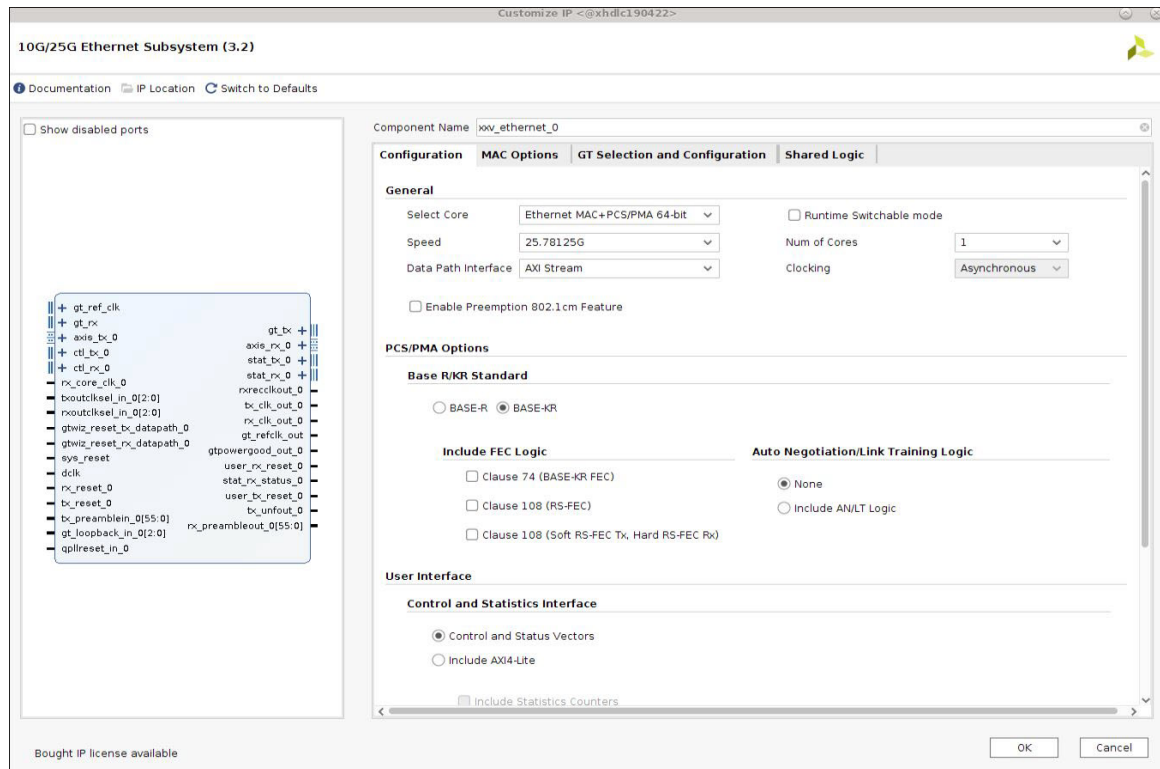 Customize IP <@xhdlc190422>
10G/25G Ethernet Subsystem (3.2)
Documentation IP Location Switch to Defaults
Show disabled ports
gt_ref_clk
gt_rx
axis_tx_0
ctl_tx_0
ctl_rx_0
rx_core_clk_0
txoutclksel_in_0[2:0]
rxoutclksel_in_0[2:0]
gtwiz_reset_tx_datapath_0
gtwiz_reset_rx_datapath_0
sys_reset
dclk
rx_reset_0
tx_reset_0
tx_preamblein_0[55:0]
gt_loopback_in_0[2:0]
qpllreset_in_0
gt_tx
axis_rx_0
stat_tx_0
stat_rx_0
rxrecclkout_0
tx_clk_out_0
rx_clk_out_0
gt_refclk_out
gtpowergood_out_0
user_rx_reset_0
stat_rx_status_0
user_tx_reset_0
tx_unfout_0
rx_preambleout_0[55:0]
Component Name xxv_ethernet_0
Configuration MAC Options GT Selection and Configuration Shared Logic
General
Select Core Ethernet MAC+PCS/PMA 64-bit Runtime Switchable mode
Speed 25.78125G Num of Cores 1
Data Path Interface AXI Stream Clocking Asynchronous
Enable Preemption 802.1cm Feature
PCS/PMA Options
Base R/KR Standard
BASE-R BASE-KR
Include FEC Logic Auto Negotiation/Link Training Logic
Clause 74 (BASE-KR FEC) None
Clause 108 (RS-FEC) Include AN/LT Logic
Clause 108 (Soft RS-FEC Tx, Hard RS-FEC Rx)
User Interface
Control and Statistics Interface
Control and Status Vectors
Include AXI4-Lite
Include Statistics Counters
Bought IP license available
OK Cancel